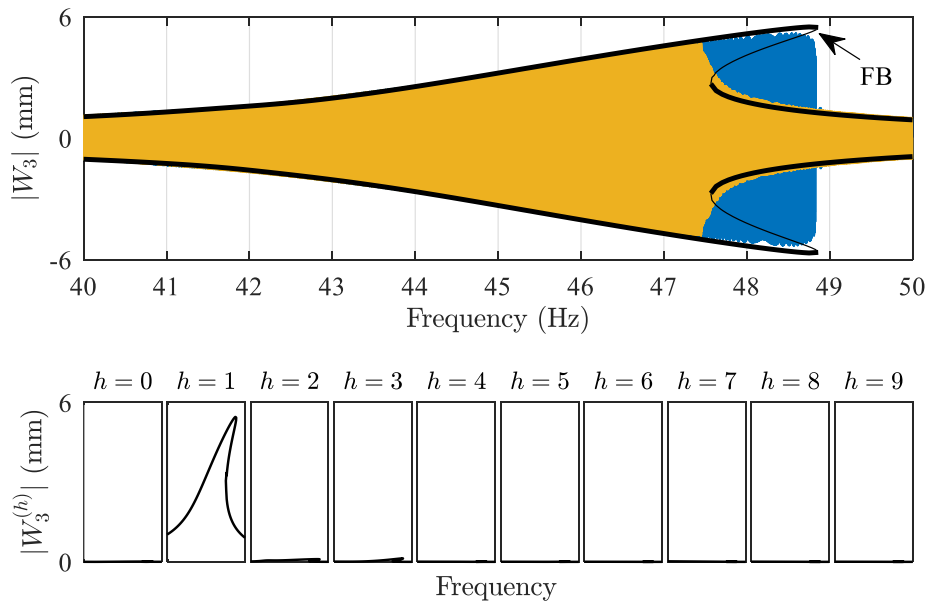 6
|W₃| (mm)
0
FB
-6
40 41 42 43 44 45 46 47 48 49 50
Frequency (Hz)
h = 0 h = 1 h = 2 h = 3 h = 4 h = 5 h = 6 h = 7 h = 8 h = 9
6
|W₃⁽ʰ⁾| (mm)
0
Frequency